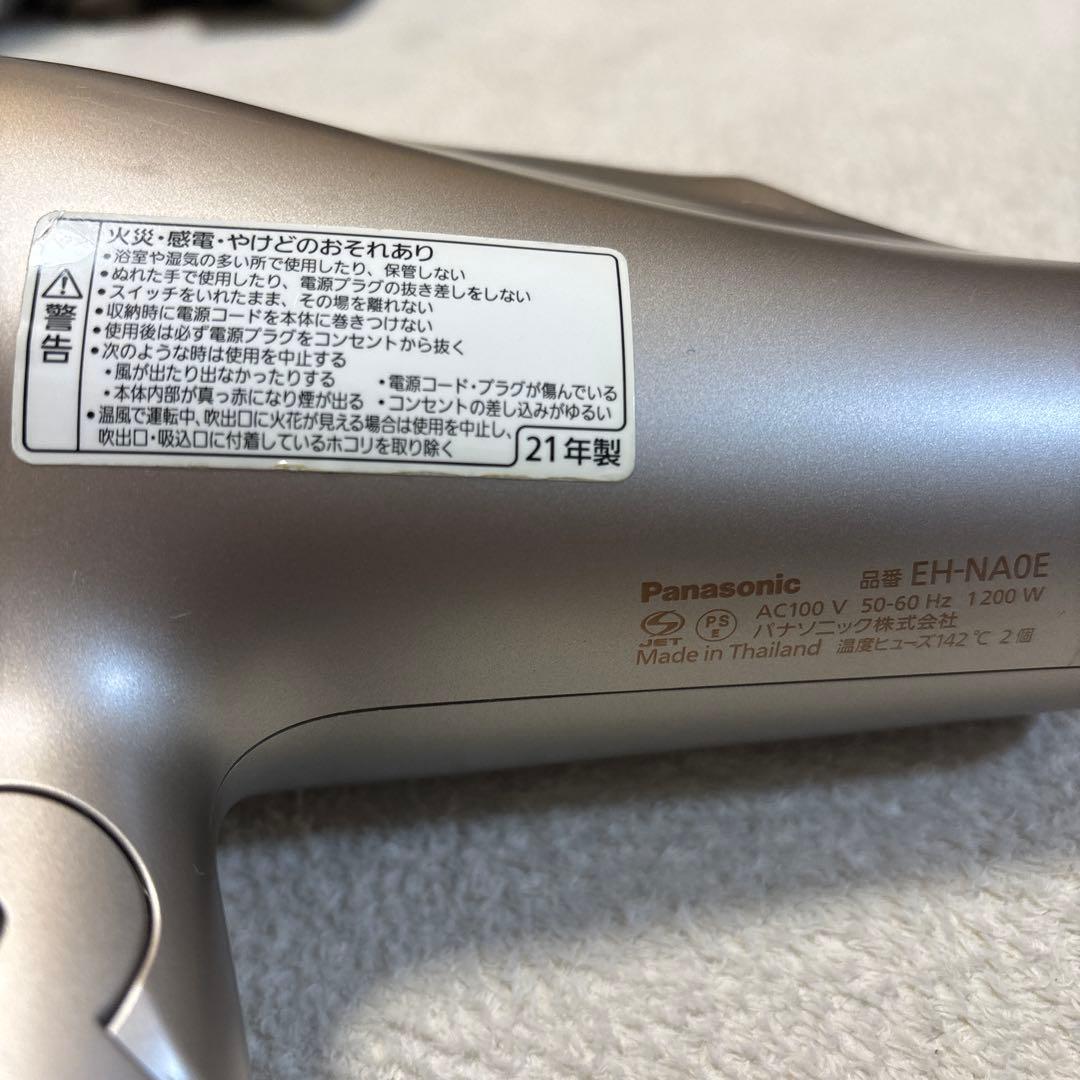 ⚠警告
火災・感電・やけどのおそれあり
•浴室や湿気の多い所で使用したり、保管しない
•ぬれた手で使用したり、電源プラグの抜き差しをしない
•スイッチをいれたまま、その場を離れない
•収納時に電源コードを本体に巻きつけない
•使用後は必ず電源プラグをコンセントから抜く
•次のような時は使用を中止する
・風が出たり出なかったりする ・電源コード・プラグが傷んでいる
・本体内部が真っ赤になり煙が出る ・コンセントの差し込みがゆるい
•温風で運転中、吹出口に火花が見える場合は使用を中止し、
吹出口・吸込口に付着しているホコリを取り除く
21年製
Panasonic 品番 EH-NA0E
AC100 V 50-60 Hz 1200 W
JET PS E パナソニック株式会社
Made in Thailand 温度ヒューズ142℃ 2個